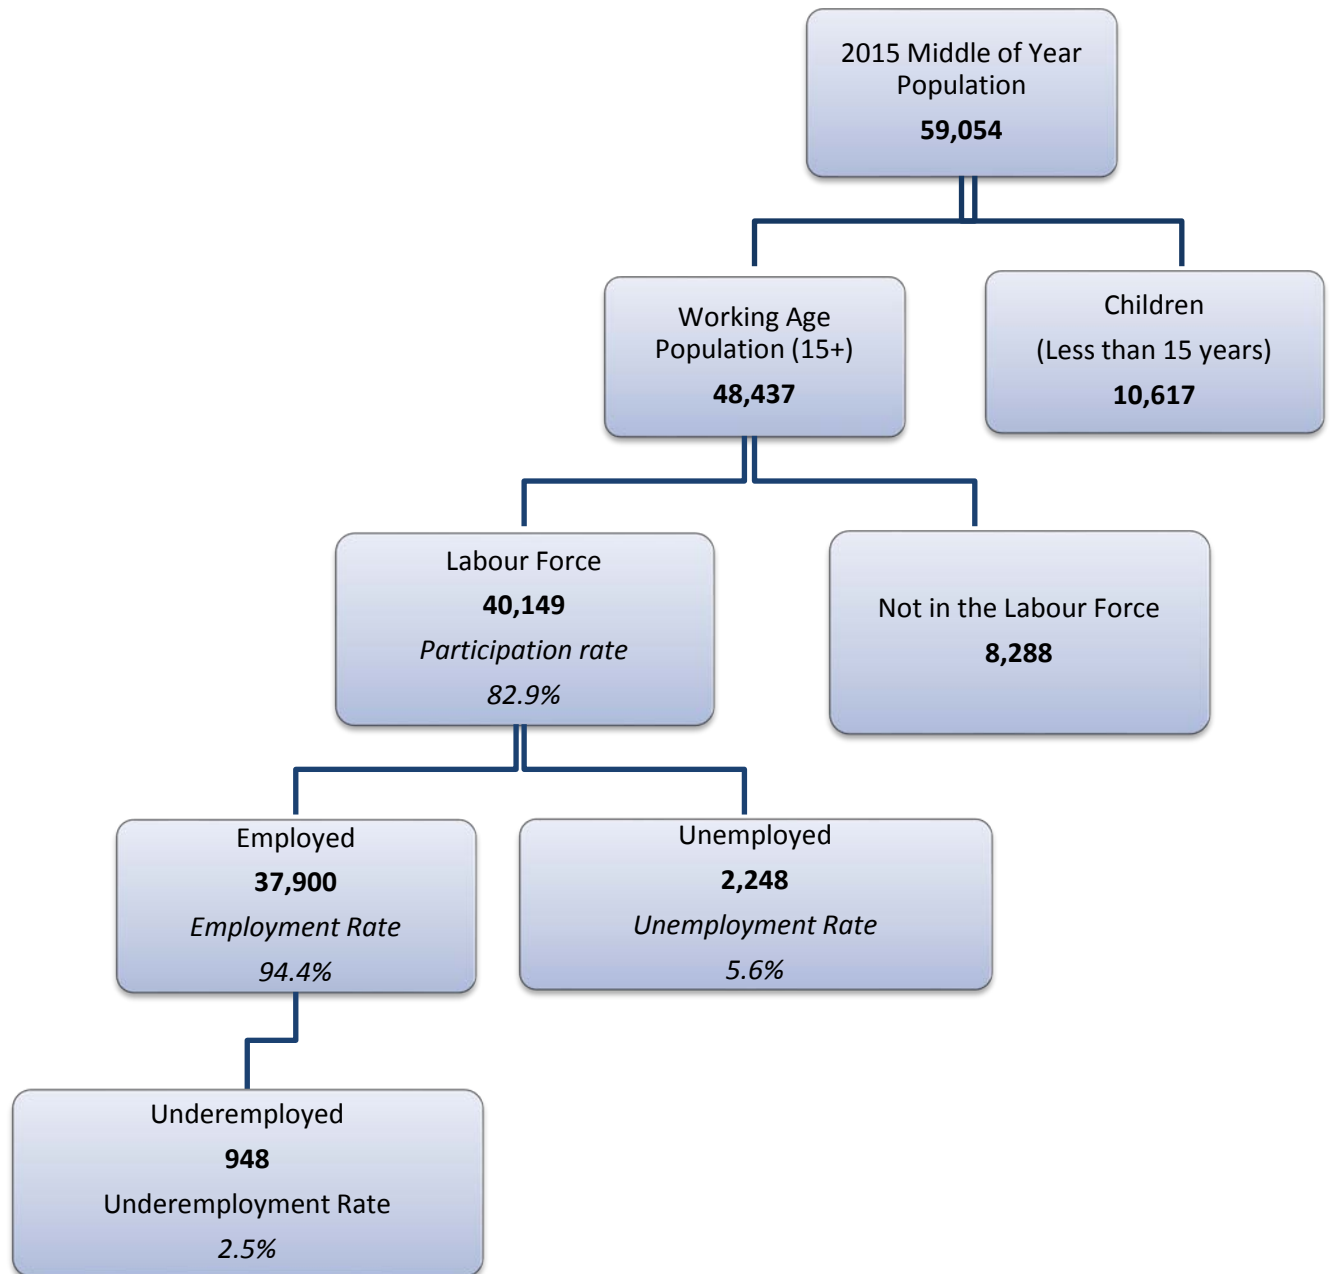 2015 Middle of Year
Population
59,054
Working Age
Population (15+)
48,437
Children
(Less than 15 years)
10,617
Labour Force
40,149
Participation rate
82.9%
Not in the Labour Force
8,288
Employed
37,900
Employment Rate
94.4%
Unemployed
2,248
Unemployment Rate
5.6%
Underemployed
948
Underemployment Rate
2.5%